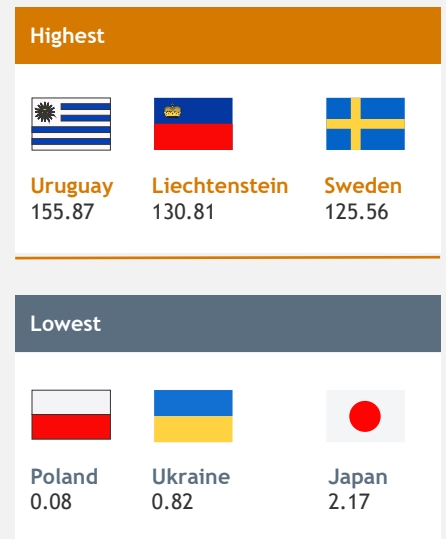 Highest
Uruguay Liechtenstein Sweden
155.87 130.81 125.56
Lowest
Poland Ukraine Japan
0.08 0.82 2.17